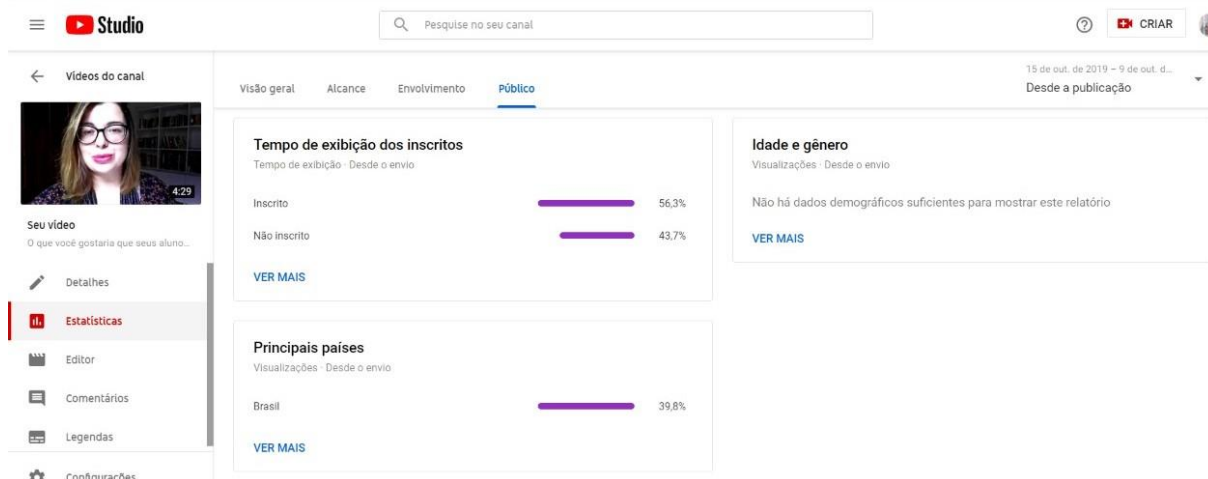 Studio
Pesquise no seu canal
CRIAR
Vídeos do canal
4:29
Seu vídeo
O que você gostaria que seus aluno...
Detalhes
Estatísticas
Editor
Comentários
Legendas
Configurações
Visão geral Alcance Envolvimento Público
15 de out. de 2019 – 9 de out. d...
Desde a publicação
Tempo de exibição dos inscritos
Tempo de exibição · Desde o envio
Inscrito 56,3%
Não inscrito 43,7%
VER MAIS
Principais países
Visualizações · Desde o envio
Brasil 39,8%
VER MAIS
Idade e gênero
Visualizações · Desde o envio
Não há dados demográficos suficientes para mostrar este relatório
VER MAIS